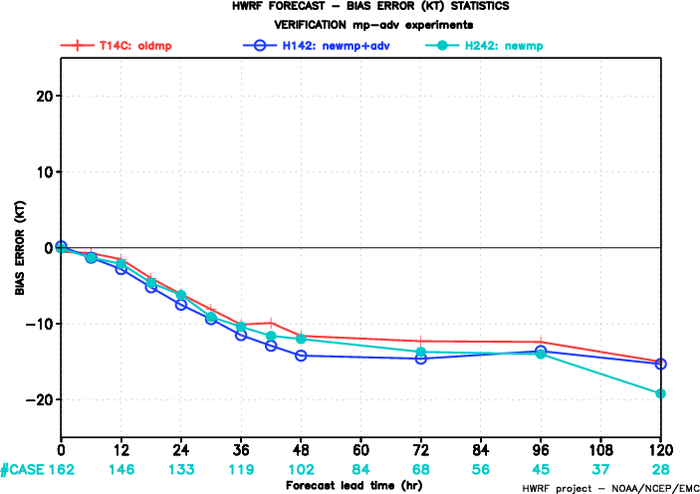 HWRF FORECAST − BIAS ERROR (KT) STATISTICS
VERIFICATION mp−adv experiments
T14C: oldmp H142: newmp+adv H242: newmp
20
10
0
−10
−20
BIAS ERROR (KT)
0 12 24 36 48 60 72 84 96 108 120
#CASE 162 146 133 119 102 84 68 56 45 37 28
Forecast lead time (hr)
HWRF project − NOAA/NCEP/EMC